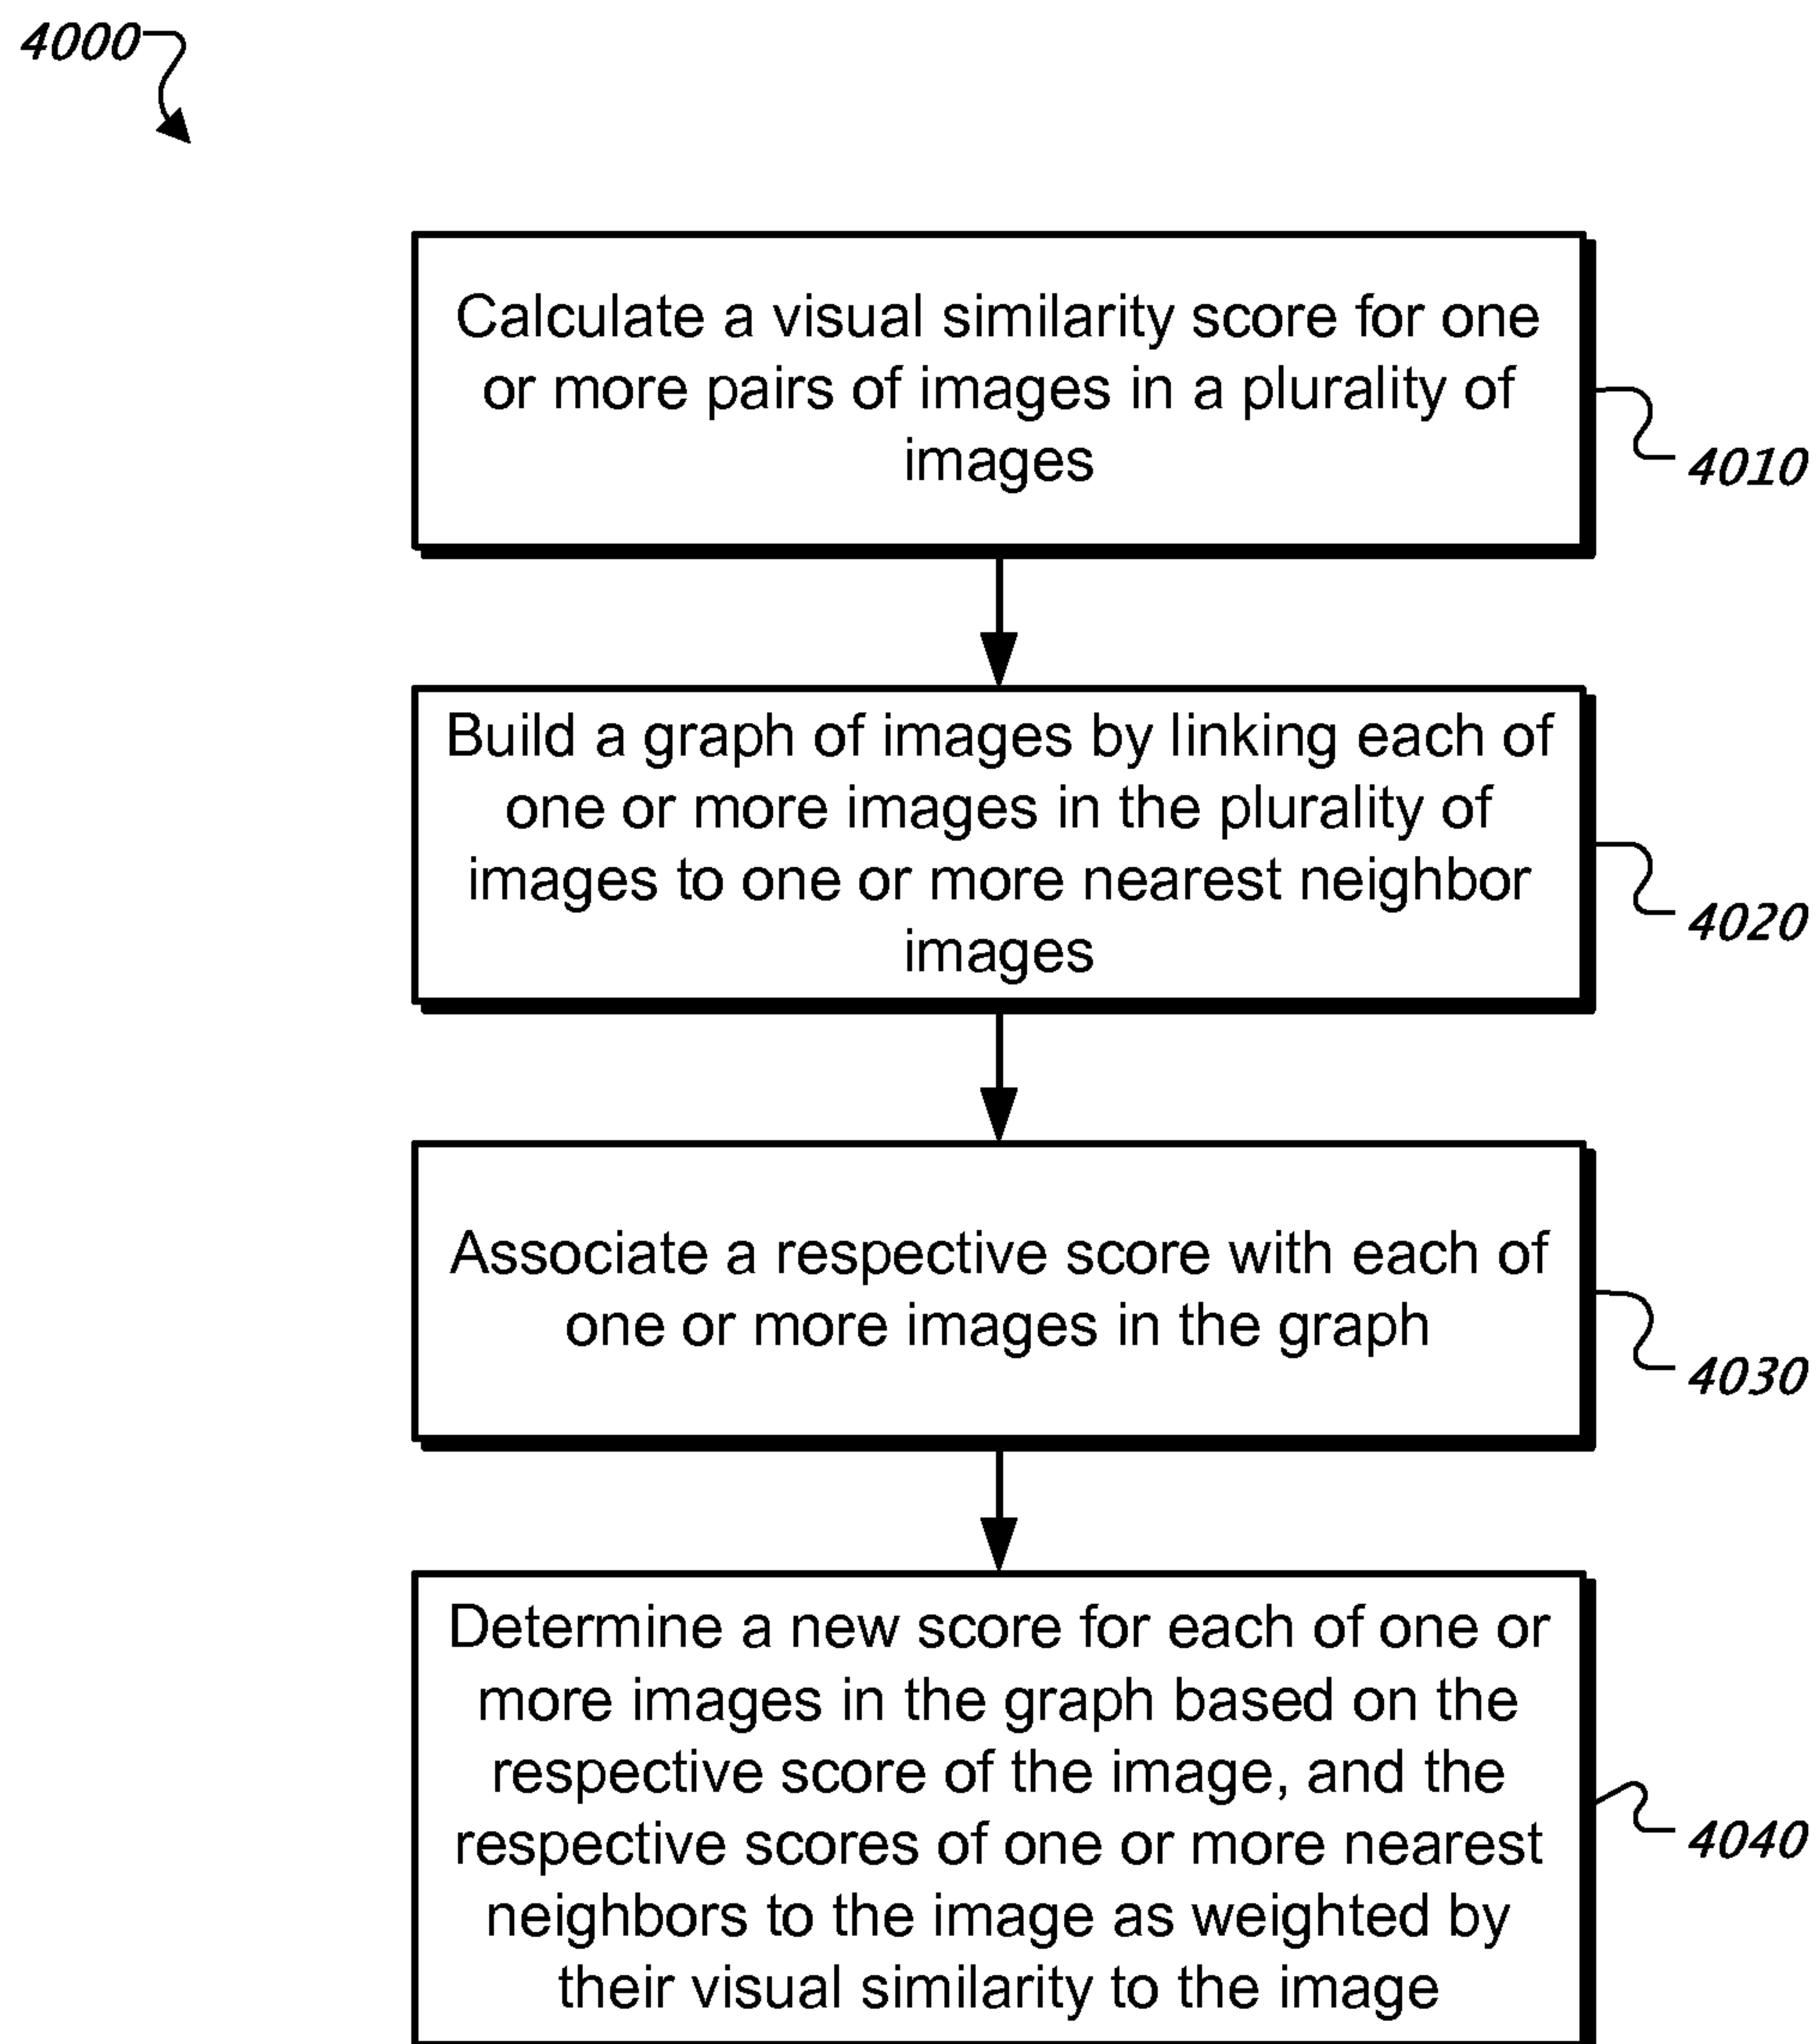 4000
Calculate a visual similarity score for one
or more pairs of images in a plurality of
images
4010
Build a graph of images by linking each of
one or more images in the plurality of
images to one or more nearest neighbor
images
4020
Associate a respective score with each of
one or more images in the graph
4030
Determine a new score for each of one or
more images in the graph based on the
respective score of the image, and the
respective scores of one or more nearest
neighbors to the image as weighted by
their visual similarity to the image
4040